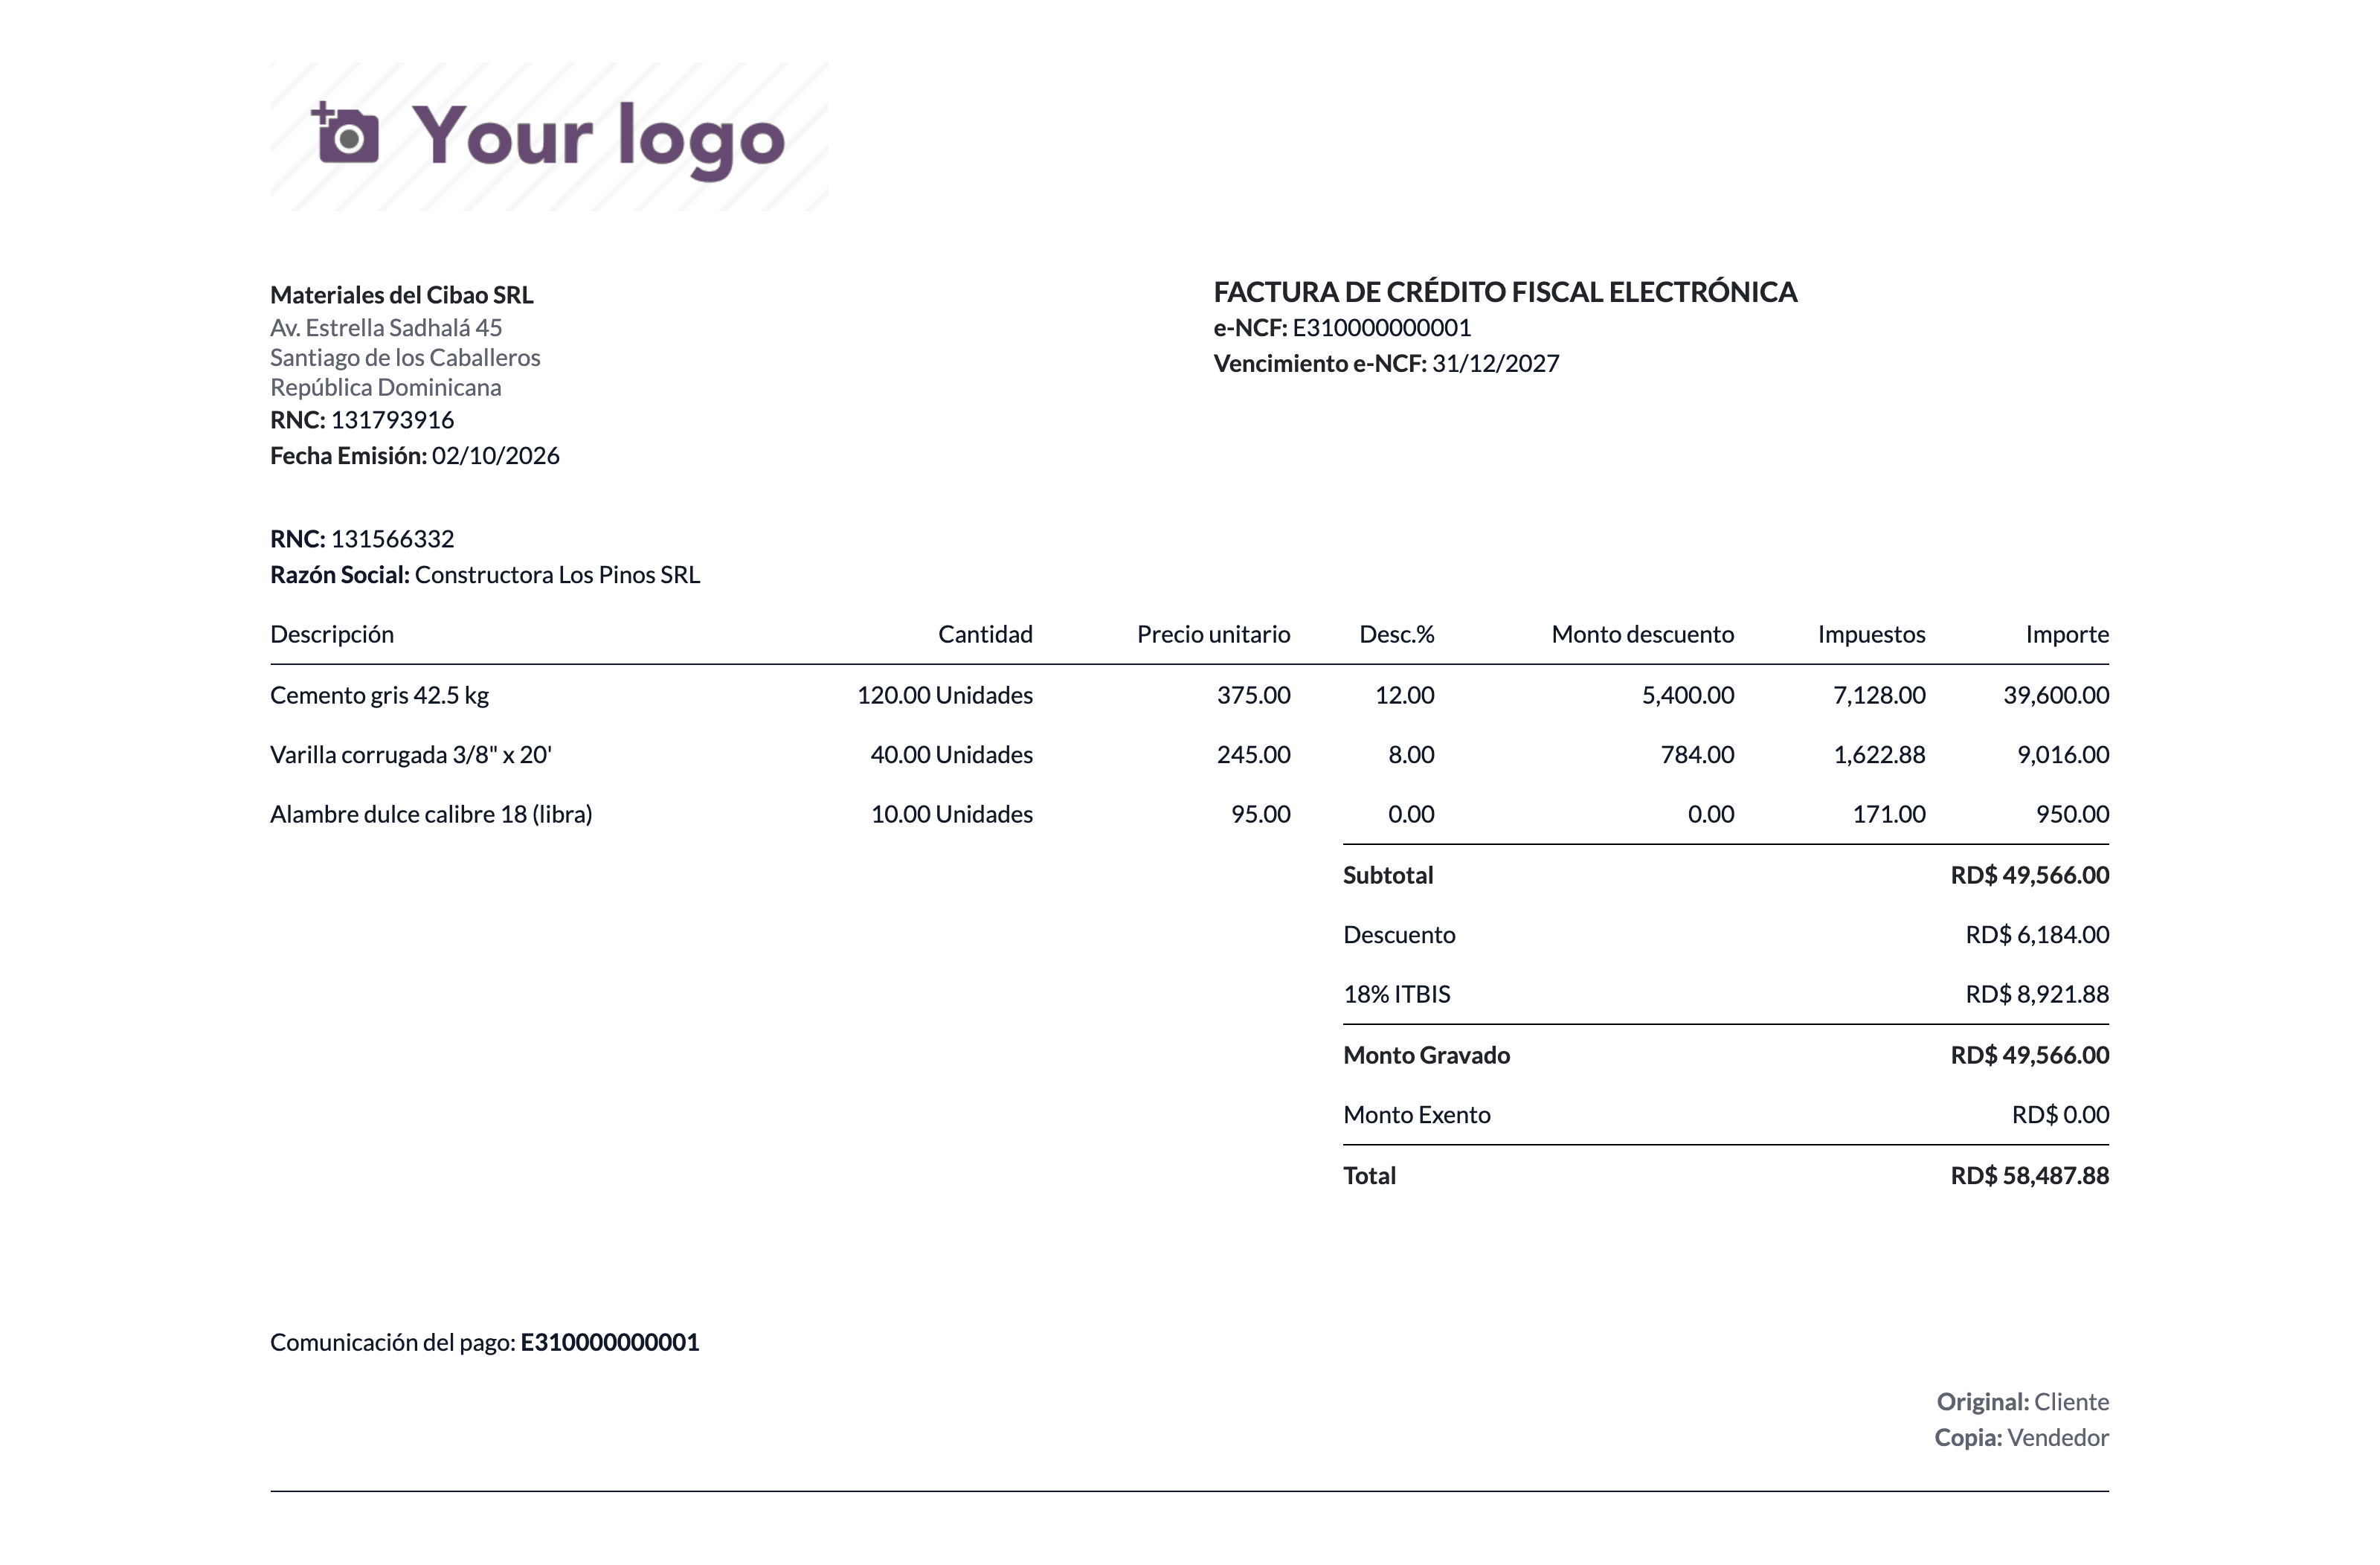 Your logo
Materiales del Cibao SRL
Av. Estrella Sadhalá 45
Santiago de los Caballeros
República Dominicana
RNC: 131793916
Fecha Emisión: 02/10/2026
FACTURA DE CRÉDITO FISCAL ELECTRÓNICA
e-NCF: E310000000001
Vencimiento e-NCF: 31/12/2027
RNC: 131566332
Razón Social: Constructora Los Pinos SRL
Descripción Cantidad Precio unitario Desc.% Monto descuento Impuestos Importe
Cemento gris 42.5 kg 120.00 Unidades 375.00 12.00 5,400.00 7,128.00 39,600.00
Varilla corrugada 3/8" x 20' 40.00 Unidades 245.00 8.00 784.00 1,622.88 9,016.00
Alambre dulce calibre 18 (libra) 10.00 Unidades 95.00 0.00 0.00 171.00 950.00
Subtotal RD$ 49,566.00
Descuento RD$ 6,184.00
18% ITBIS RD$ 8,921.88
Monto Gravado RD$ 49,566.00
Monto Exento RD$ 0.00
Total RD$ 58,487.88
Comunicación del pago: E310000000001
Original: Cliente
Copia: Vendedor